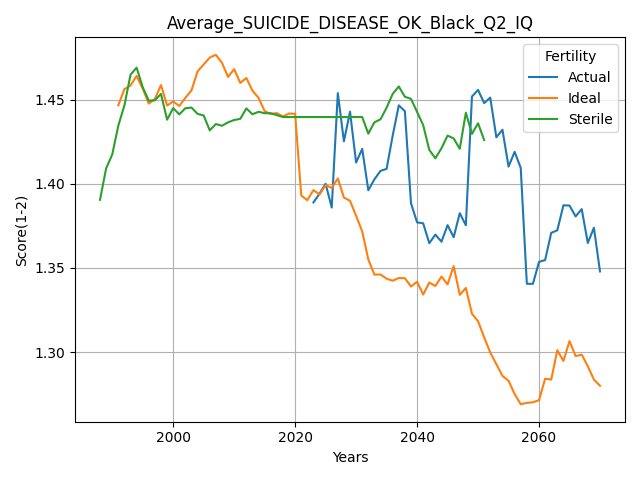 Average_SUICIDE_DISEASE_OK_Black_Q2_IQ
Fertility
Actual
Ideal
Sterile
Score(1-2)
1.45
1.40
1.35
1.30
2000
2020
2040
2060
Years